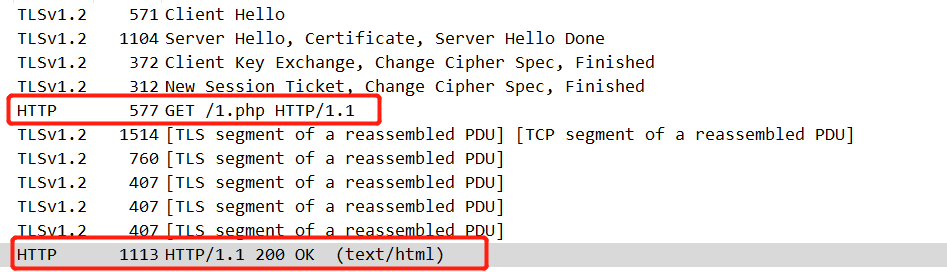 TLSv1.2 571 Client Hello
TLSv1.2 1104 Server Hello, Certificate, Server Hello Done
TLSv1.2 372 Client Key Exchange, Change Cipher Spec, Finished
TLSv1.2 312 New Session Ticket, Change Cipher Spec, Finished
HTTP 577 GET /1.php HTTP/1.1
TLSv1.2 1514 [TLS segment of a reassembled PDU] [TCP segment of a reassembled PDU]
TLSv1.2 760 [TLS segment of a reassembled PDU]
TLSv1.2 407 [TLS segment of a reassembled PDU]
TLSv1.2 407 [TLS segment of a reassembled PDU]
TLSv1.2 407 [TLS segment of a reassembled PDU]
HTTP 1113 HTTP/1.1 200 OK (text/html)